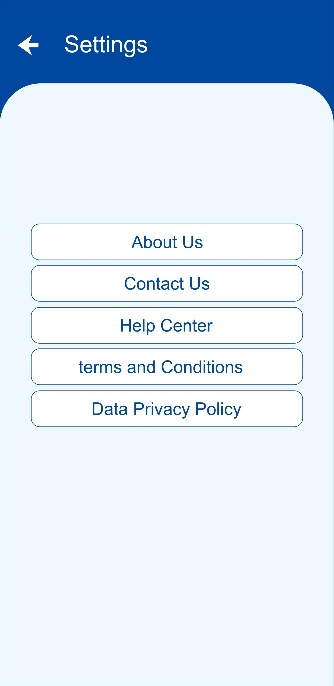 Settings
About Us
Contact Us
Help Center
terms and Conditions
Data Privacy Policy